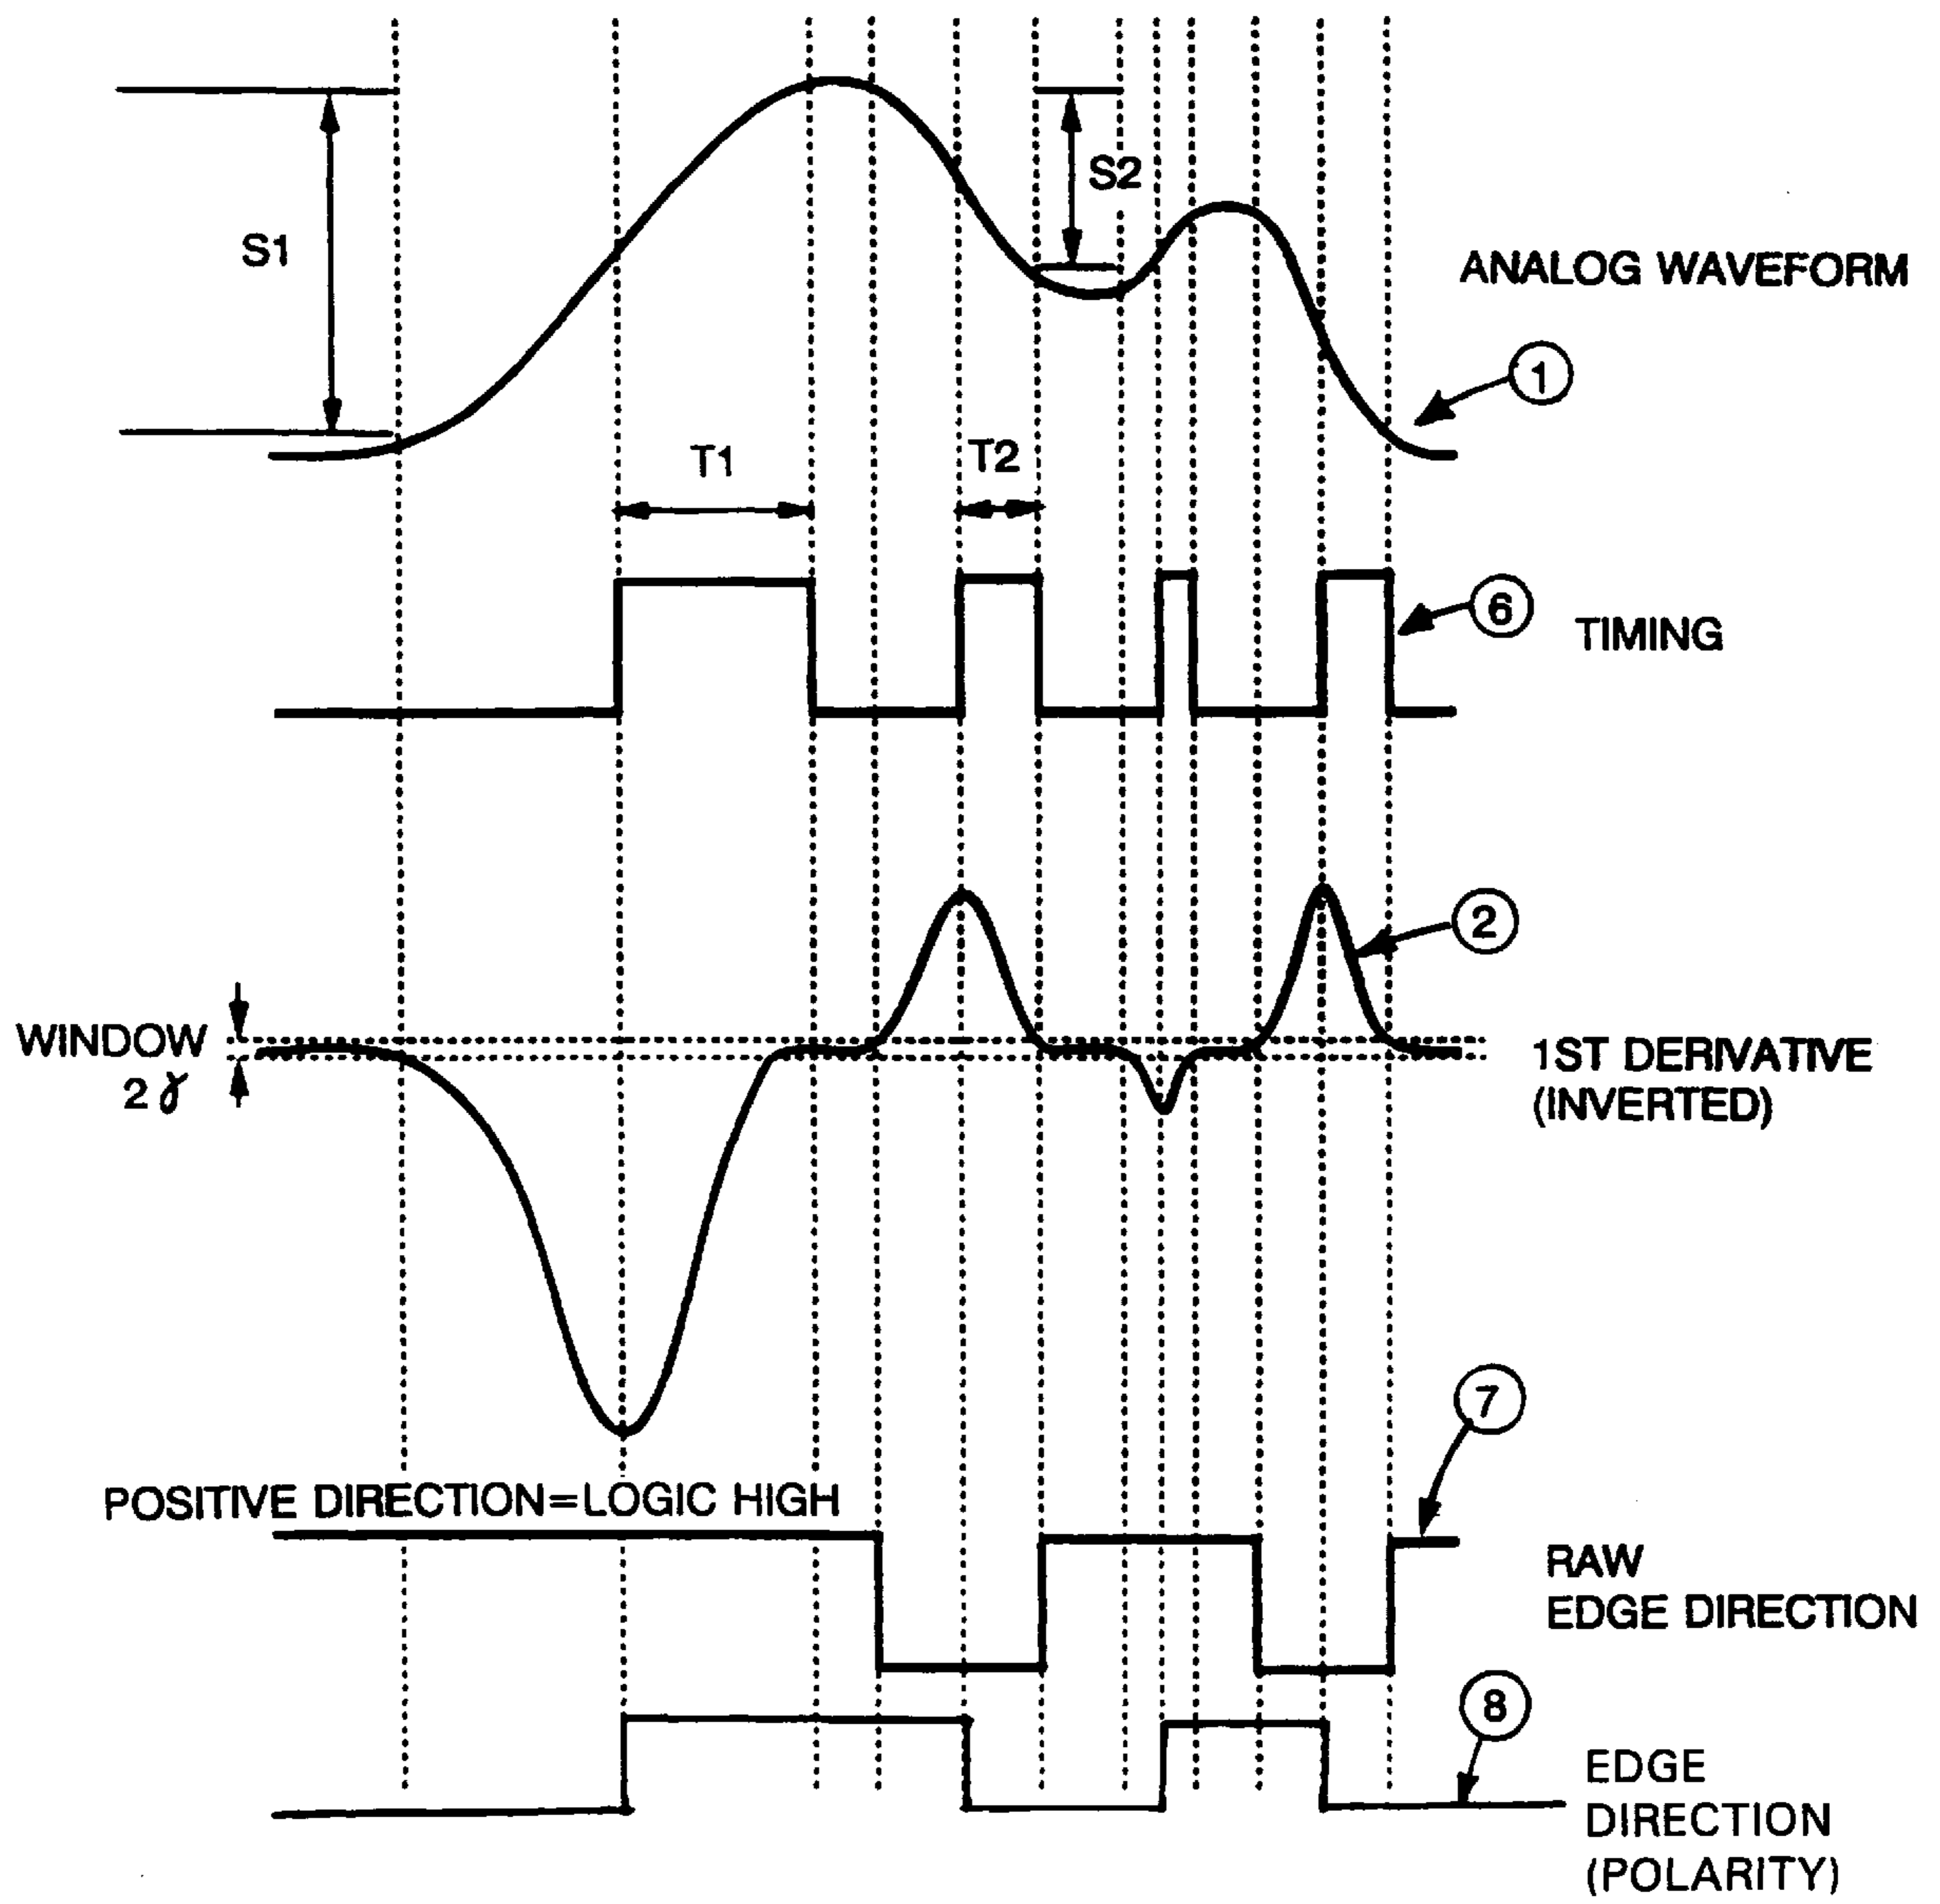 S1
S2
ANALOG WAVEFORM
1
T1
T2
6
TIMING
2
WINDOW
2γ
1ST DERIVATIVE
(INVERTED)
7
POSITIVE DIRECTION=LOGIC HIGH
RAW
EDGE DIRECTION
8
EDGE
DIRECTION
(POLARITY)